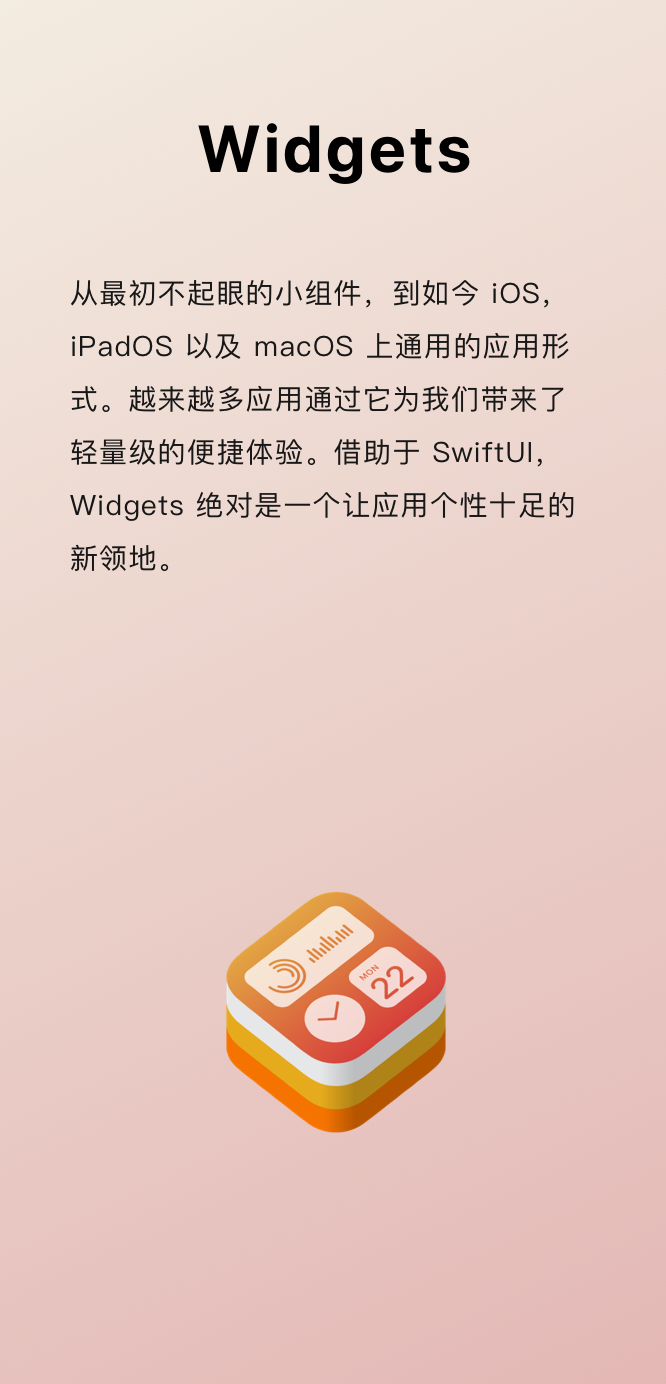 Widgets
从最初不起眼的小组件，到如今 iOS，
iPadOS 以及 macOS 上通用的应用形
式。越来越多应用通过它为我们带来了
轻量级的便捷体验。借助于 SwiftUI，
Widgets 绝对是一个让应用个性十足的
新领地。
MON
22